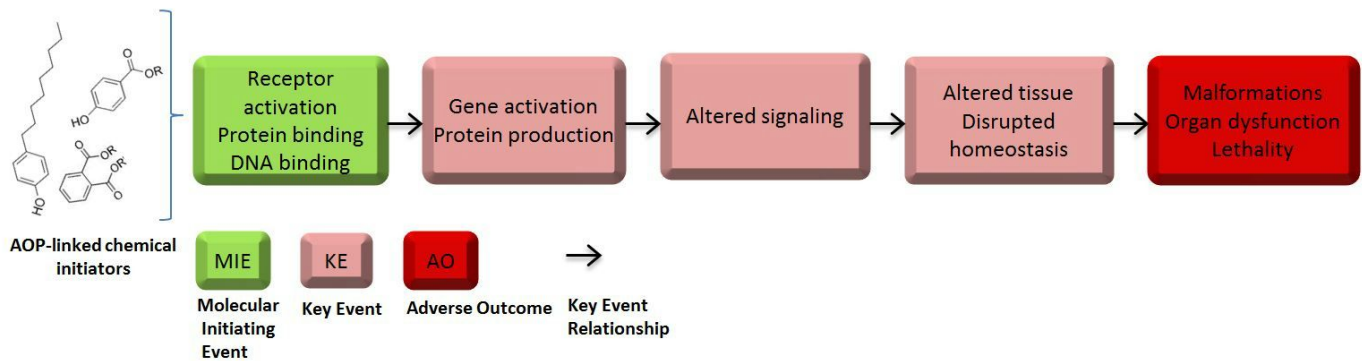 O
OR
HO
O
OR
OR
O
HO
AOP-linked chemical
initiators
Receptor
activation
Protein binding
DNA binding
Gene activation
Protein production
Altered signaling
Altered tissue
Disrupted
homeostasis
Malformations
Organ dysfunction
Lethality
MIE
KE
AO
Molecular
Initiating
Event
Key Event
Adverse Outcome
Key Event
Relationship